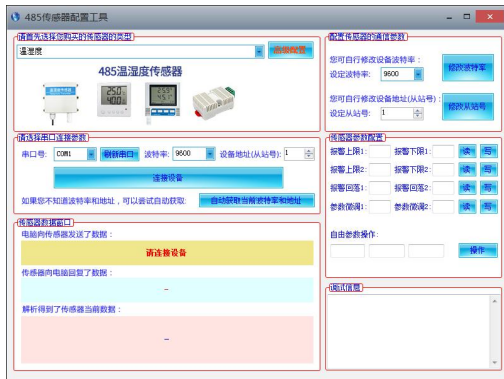 485传感器配置工具
请首先选择您购买的传感器的类型
温湿度
高级配置
485温湿度传感器
请选择串口连接参数
串口号: COM1 刷新串口 波特率: 9600 设备地址(从站号): 1
连接设备
如果您不知道波特率和地址，可以尝试自动获取: 自动获取当前波特率和地址
传感器数据窗口
电脑向传感器发送了数据：
请连接设备
传感器向电脑回复了数据：
－
解析得到了传感器当前数据：
－
配置传感器的通信参数
您可自行修改设备波特率：
设定波特率: 9600 修改波特率
您可自行修改设备地址(从站号)：
设定从站号: 1 修改从站号
传感器参数配置
报警上限1: 报警下限1: 读 写
报警上限2: 报警下限2: 读 写
报警回落1: 报警回落2: 读 写
参数微调1: 参数微调2: 读 写
自由参数操作:
操作
调试信息